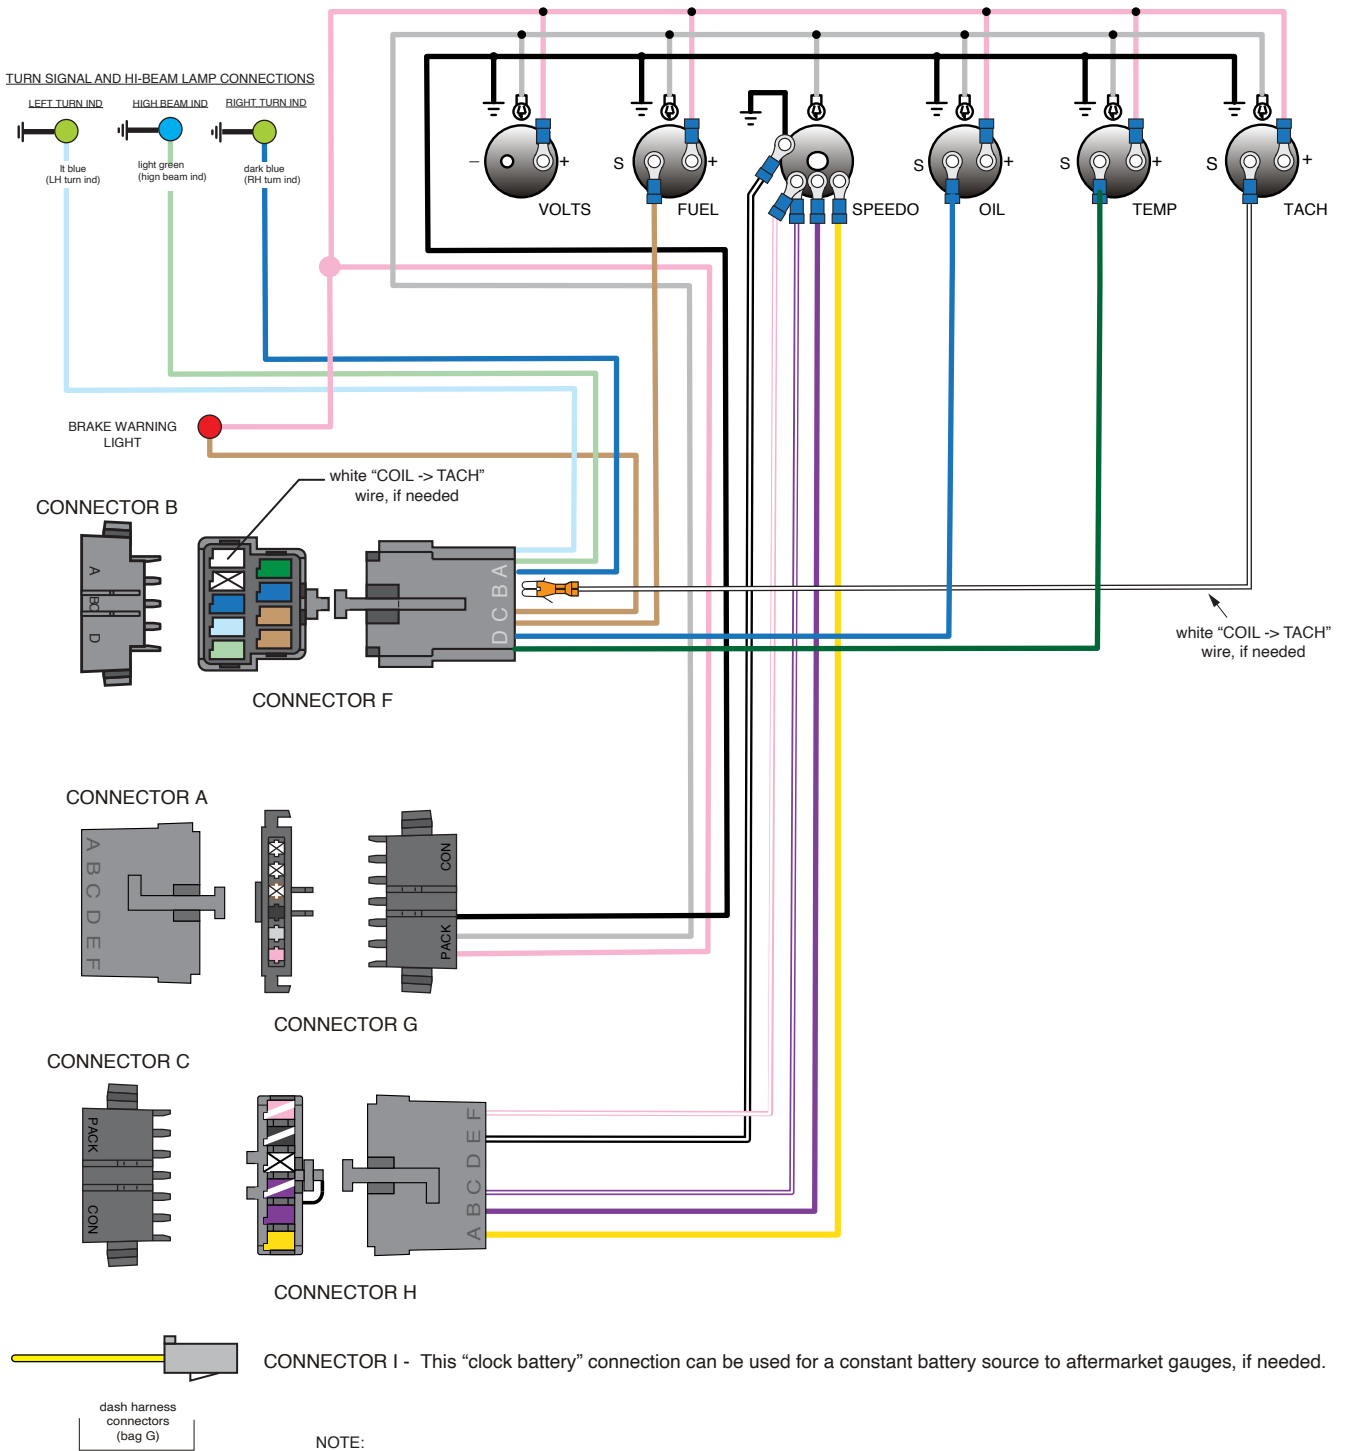 TURN SIGNAL AND HI-BEAM LAMP CONNECTIONS
LEFT TURN IND
HIGH BEAM IND
RIGHT TURN IND
lt blue
(LH turn ind)
light green
(hign beam ind)
dark blue
(RH turn ind)
− +
VOLTS
S +
FUEL
SPEEDO
S +
OIL
S +
TEMP
S +
TACH
BRAKE WARNING
LIGHT
white “COIL -> TACH”
wire, if needed
CONNECTOR B
A
BC
D
D C B A
white “COIL -> TACH”
wire, if needed
CONNECTOR F
CONNECTOR A
A B C D E F
CON
PACK
CONNECTOR G
CONNECTOR C
PACK
CON
A B C D E F
CONNECTOR H
CONNECTOR I - This “clock battery” connection can be used for a constant battery source to aftermarket gauges, if needed.
dash harness
connectors
(bag G)
NOTE: